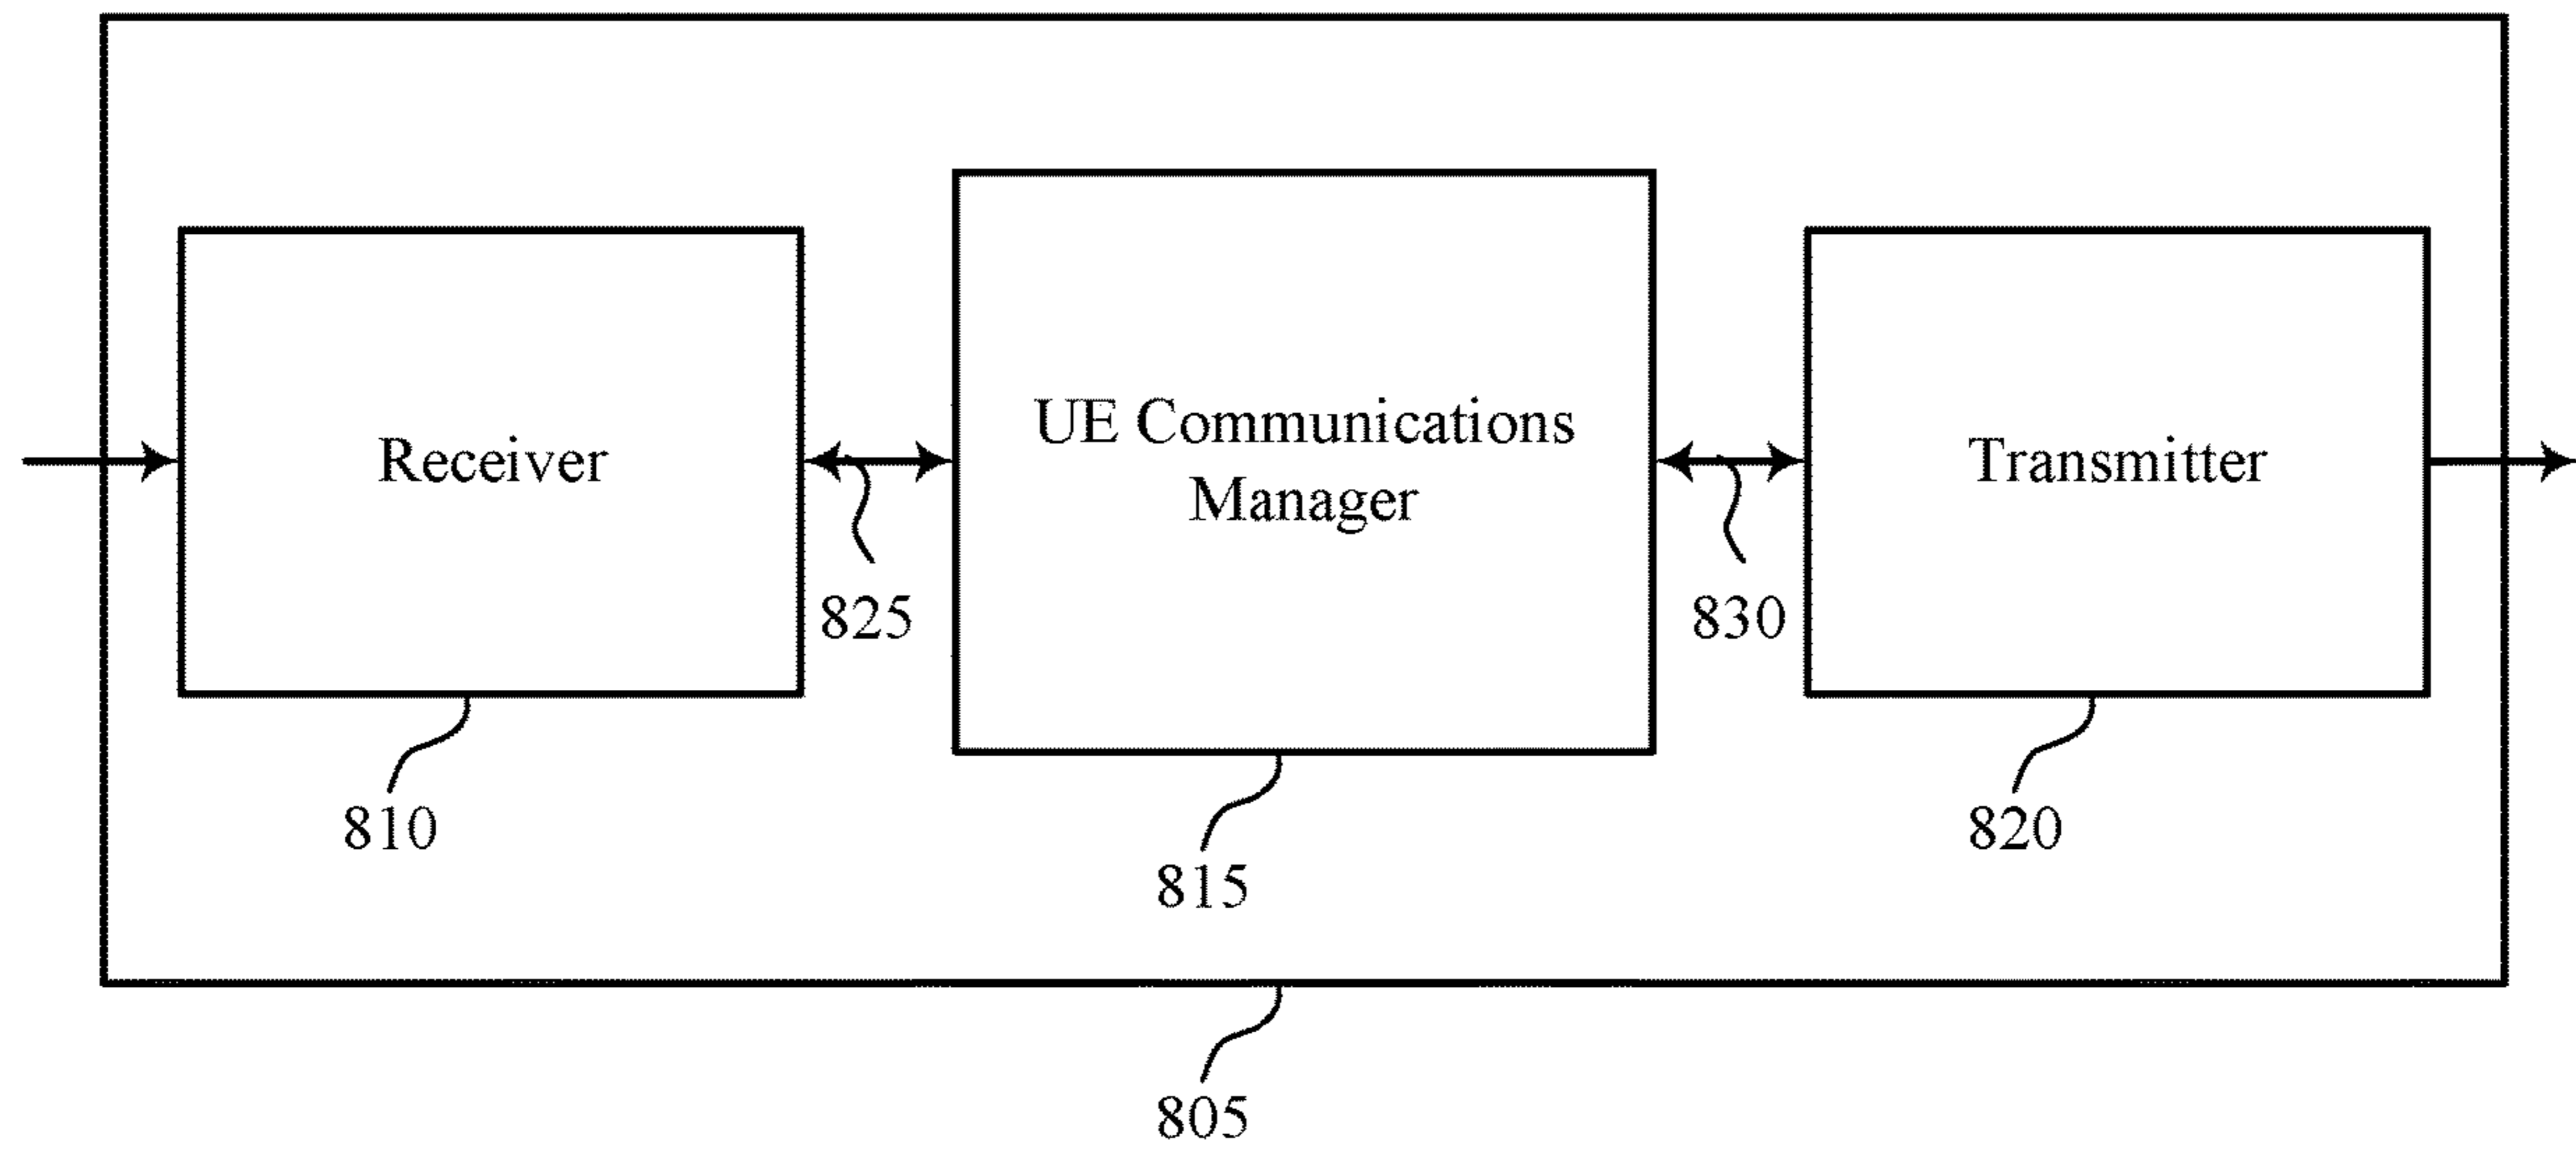 Receiver
UE Communications
Manager
Transmitter
825
830
810
815
820
805